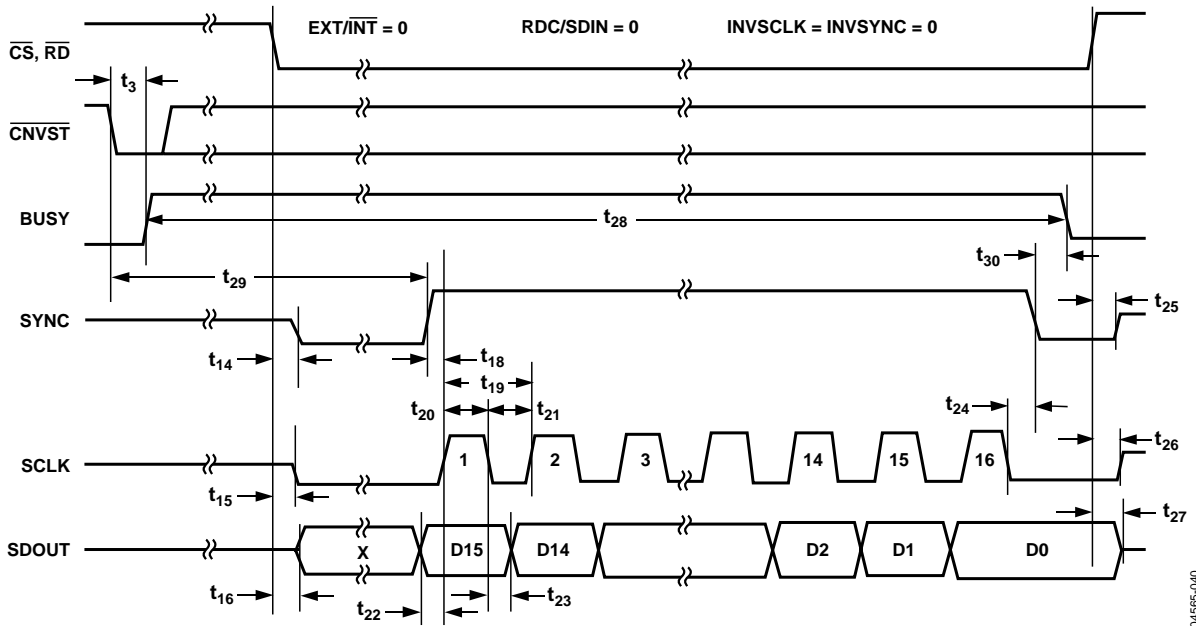 EXT/INT = 0 RDC/SDIN = 0 INVSCLK = INVSYNC = 0
CS, RD
t3
CNVST
BUSY
t28
t29
t30
t25
SYNC
t14
t18
t19
t20
t21
t24
t26
SCLK
1 2 3 14 15 16
t15
t27
SDOUT
X D15 D14 D2 D1 D0
t16
t22
t23
04565-040